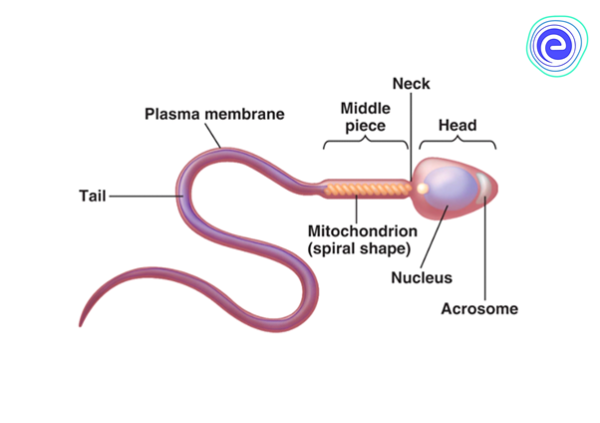 Neck
Middle
piece
Head
Plasma membrane
Tail
Mitochondrion
(spiral shape)
Nucleus
Acrosome